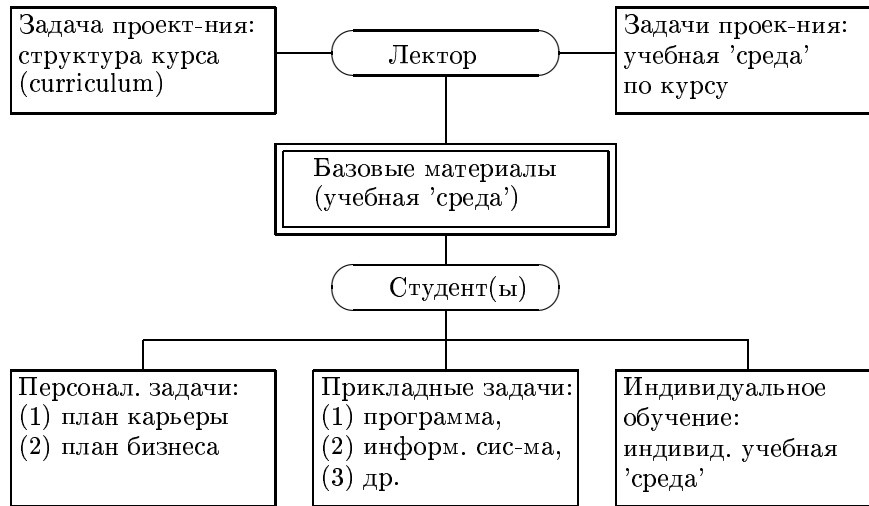 Задача проект-ния:
структура курса
(curriculum)
Лектор
Задачи проек-ния:
учебная 'среда'
по курсу
Базовые материалы
(учебная 'среда')
Студент(ы)
Персонал. задачи:
(1) план карьеры
(2) план бизнеса
Прикладные задачи:
(1) программа,
(2) информ. сис-ма,
(3) др.
Индивидуальное
обучение:
индивид. учебная
'среда'